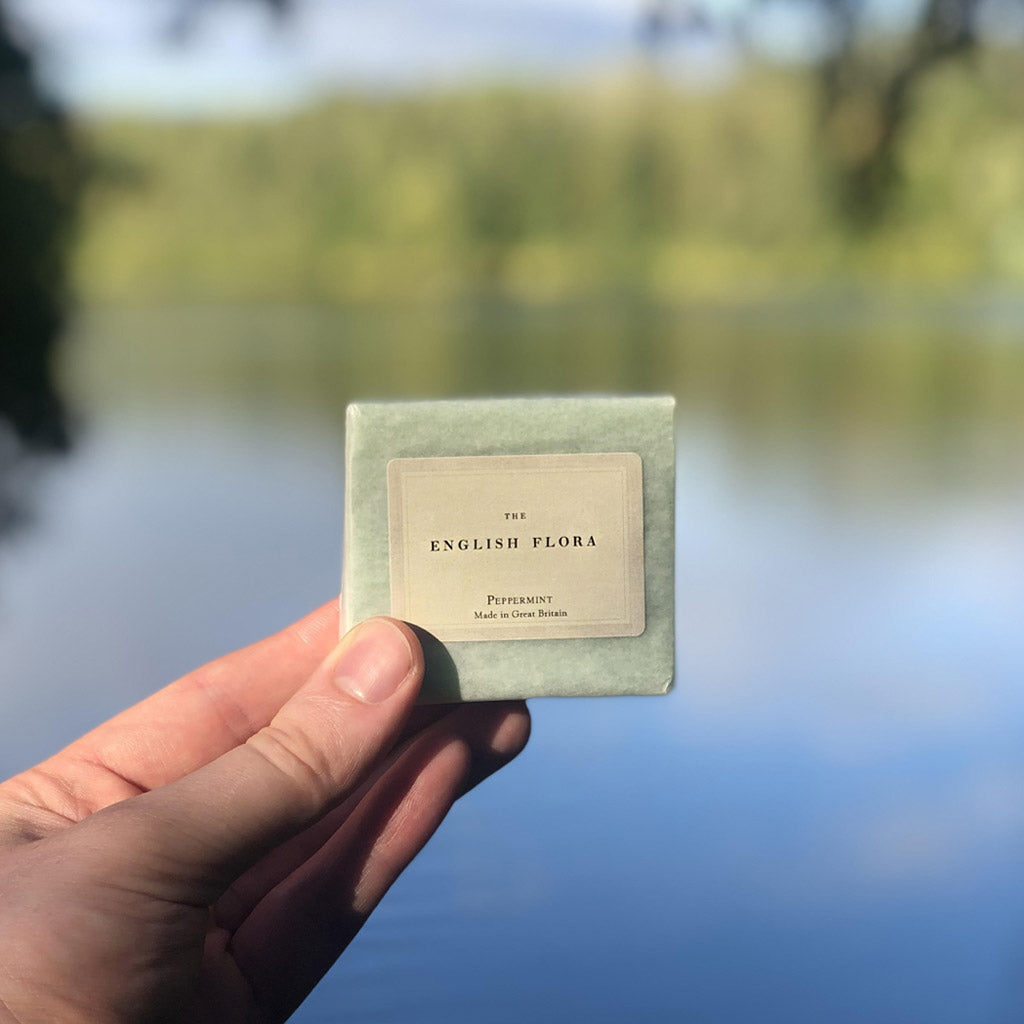 THE
ENGLISH FLORA
PEPPERMINT
Made in Great Britain